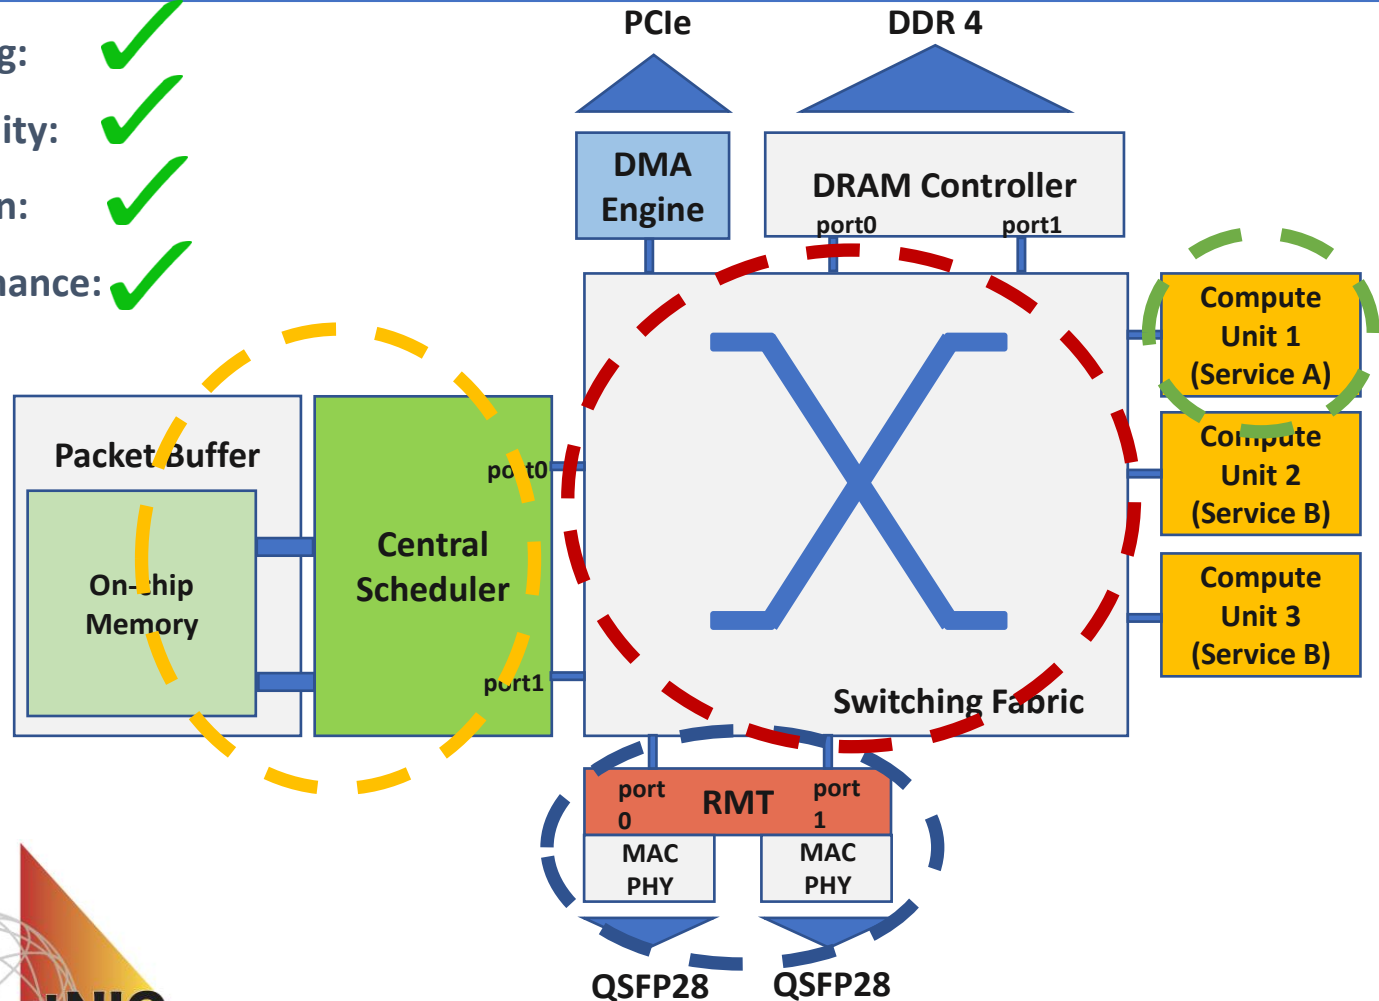 g:
ity:
n:
nance:
PCIe
DDR 4
DMA
Engine
DRAM Controller
port0
port1
Compute
Unit 1
(Service A)
Compute
Unit 2
(Service B)
Compute
Unit 3
(Service B)
Packet Buffer
On-chip
Memory
Central
Scheduler
port0
port1
Switching Fabric
port
0
RMT
port
1
MAC
PHY
MAC
PHY
QSFP28
QSFP28